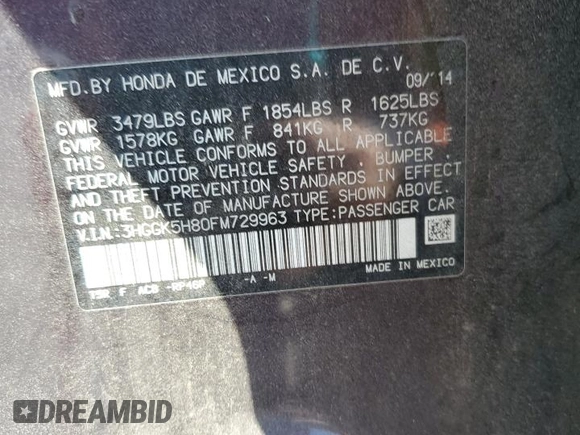 MFD.BY HONDA DE MEXICO S.A. DE C.V.
09/'14
GVWR 3479LBS GAWR F 1854LBS R 1625LBS
GVWR 1578KG GAWR F 841KG R 737KG
THIS VEHICLE CONFORMS TO ALL APPLICABLE
FEDERAL MOTOR VEHICLE SAFETY , BUMPER ,
AND THEFT PREVENTION STANDARDS IN EFFECT
ON THE DATE OF MANUFACTURE SHOWN ABOVE.
V.I.N.:3HGGK5H80FM729963 TYPE:PASSENGER CAR
F -A -M
MADE IN MEXICO
DREAMBID